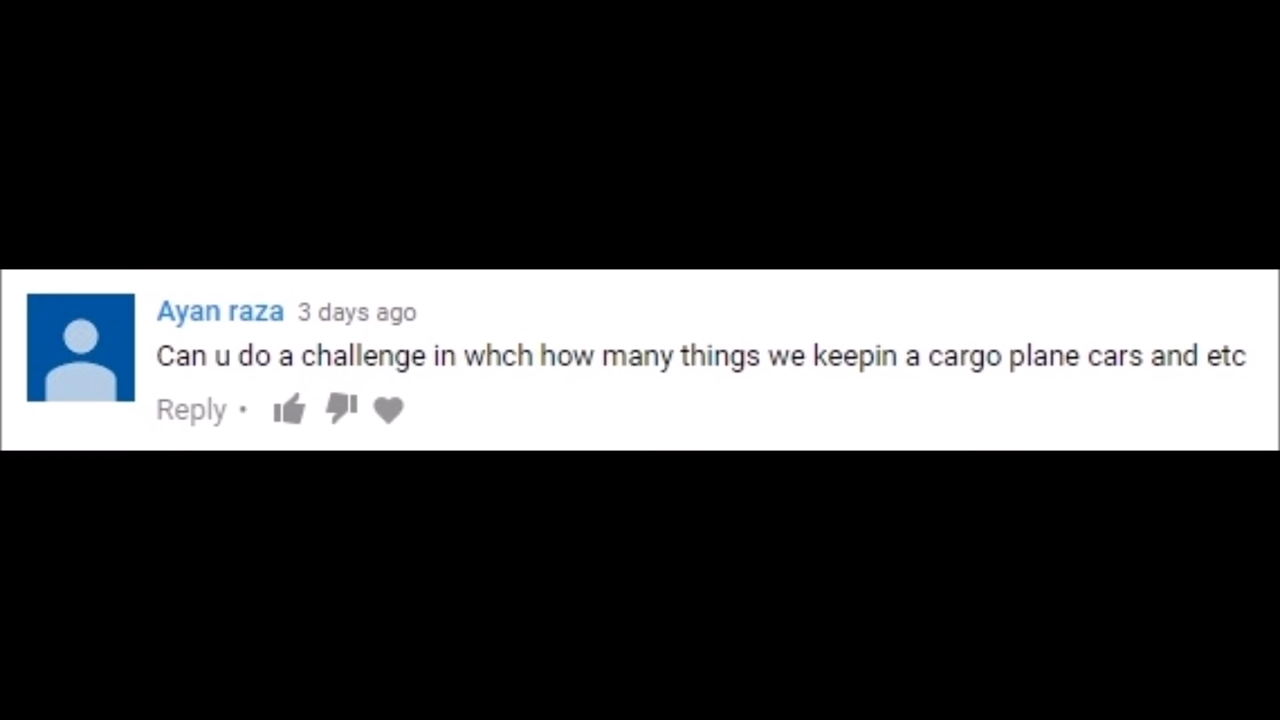 Ayan raza 3 days ago
Can u do a challenge in whch how many things we keepin a cargo plane cars and etc
Reply •